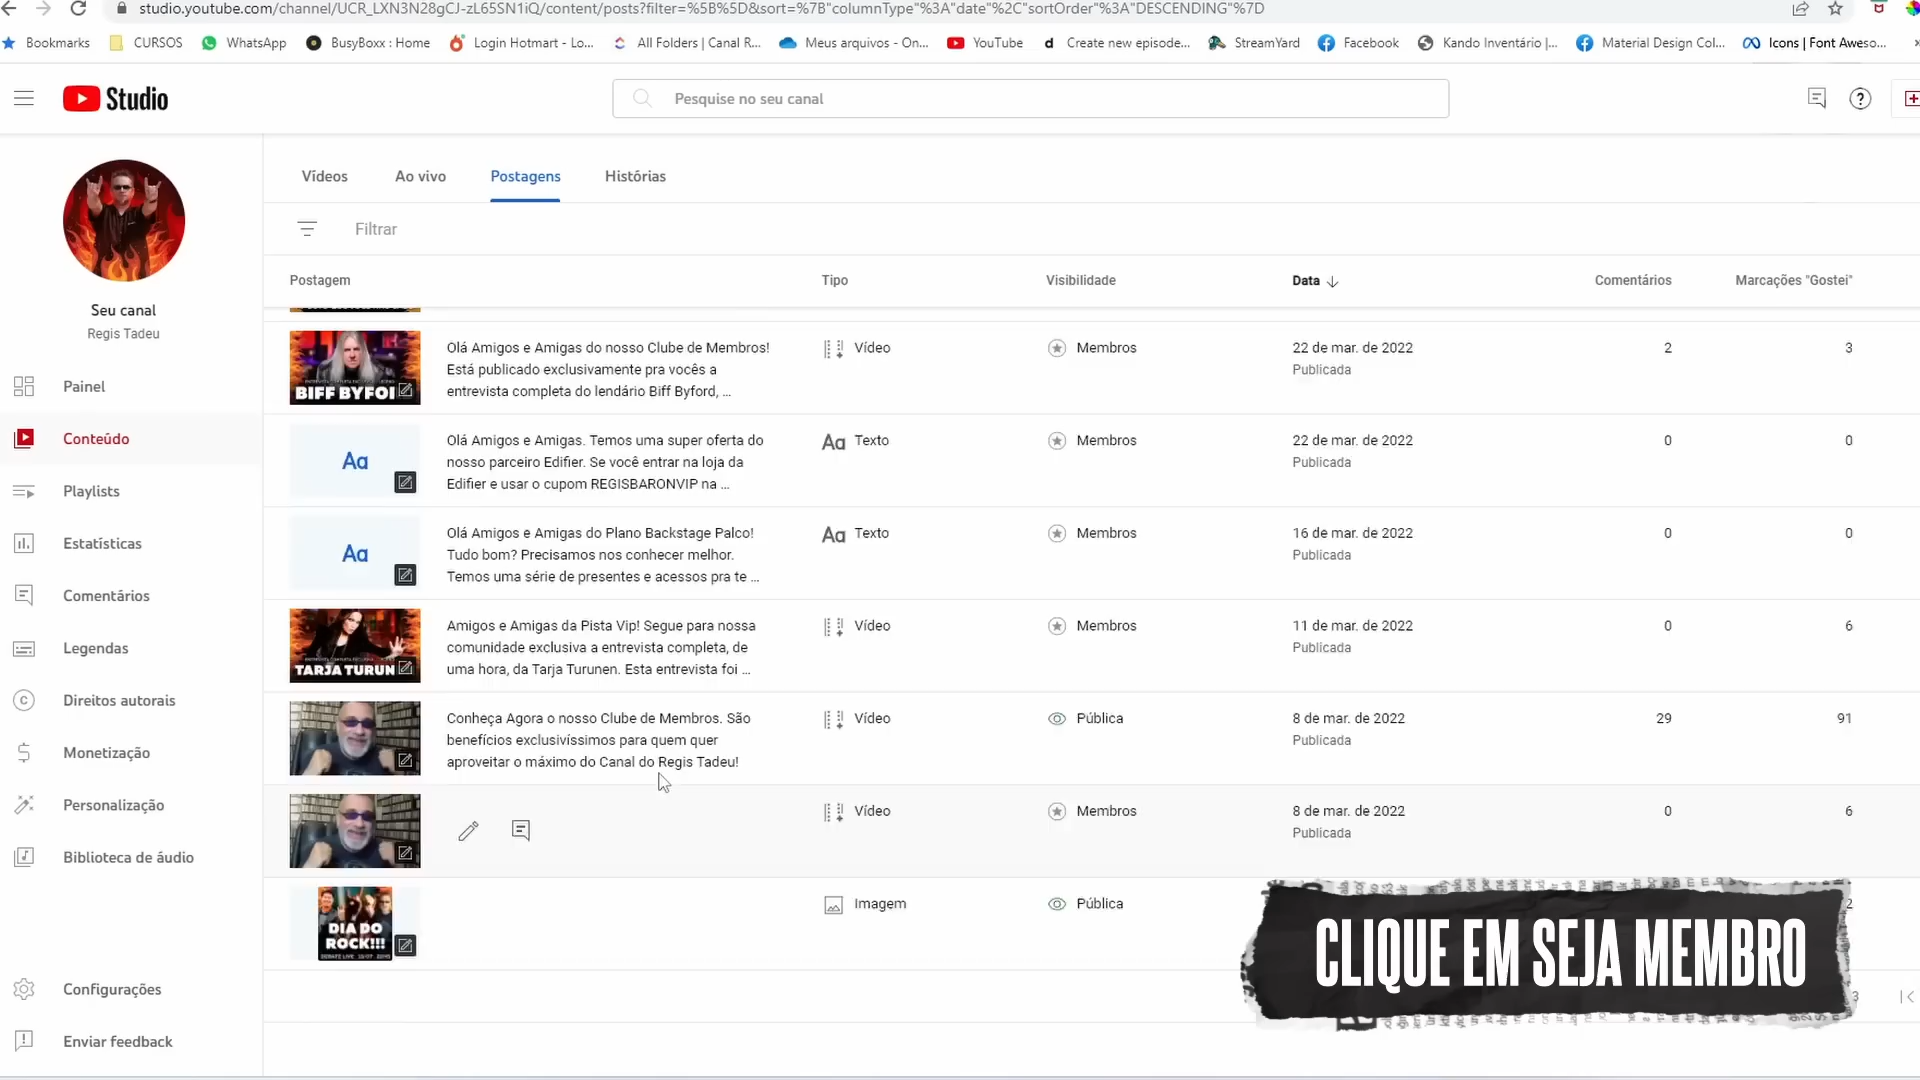 studio.youtube.com/channel/UCR_LXN3N28gCJ-zL65SN1iQ/content/posts?filter=%5B%5D&sort=%7B"columnType"%3A"date"%2C"sortOrder"%3A"DESCENDING"%7D
Bookmarks CURSOS WhatsApp BusyBoxx : Home Login Hotmart - Lo... All Folders | Canal R... Meus arquivos - On... YouTube Create new episode... StreamYard Facebook Kando Inventário |... Material Design Col... Icons | Font Aweso...
Studio
Pesquise no seu canal
Seu canal
Regis Tadeu
Painel
Conteúdo
Playlists
Estatísticas
Comentários
Legendas
Direitos autorais
Monetização
Personalização
Biblioteca de áudio
Configurações
Enviar feedback
Vídeos Ao vivo Postagens Histórias
Filtrar
Postagem Tipo Visibilidade Data Comentários Marcações "Gostei"
BIFF BYFO
Olá Amigos e Amigas do nosso Clube de Membros!
Está publicado exclusivamente pra vocês a
entrevista completa do lendário Biff Byford, ...
Vídeo Membros 22 de mar. de 2022 2 3
Publicada
Aa
Olá Amigos e Amigas. Temos uma super oferta do
nosso parceiro Edifier. Se você entrar na loja da
Edifier e usar o cupom REGISBARONVIP na ...
Aa Texto Membros 22 de mar. de 2022 0 0
Publicada
Aa
Olá Amigos e Amigas do Plano Backstage Palco!
Tudo bom? Precisamos nos conhecer melhor.
Temos uma série de presentes e acessos pra te ...
Aa Texto Membros 16 de mar. de 2022 0 0
Publicada
TARJA TURUN
Amigos e Amigas da Pista Vip! Segue para nossa
comunidade exclusiva a entrevista completa, de
uma hora, da Tarja Turunen. Esta entrevista foi ...
Vídeo Membros 11 de mar. de 2022 0 6
Publicada
Conheça Agora o nosso Clube de Membros. São
benefícios exclusivíssimos para quem quer
aproveitar o máximo do Canal do Regis Tadeu!
Vídeo Pública 8 de mar. de 2022 29 91
Publicada
Vídeo Membros 8 de mar. de 2022 0 6
Publicada
DIA DO
ROCK!!!
Imagem Pública 2
CLIQUE EM SEJA MEMBRO
3